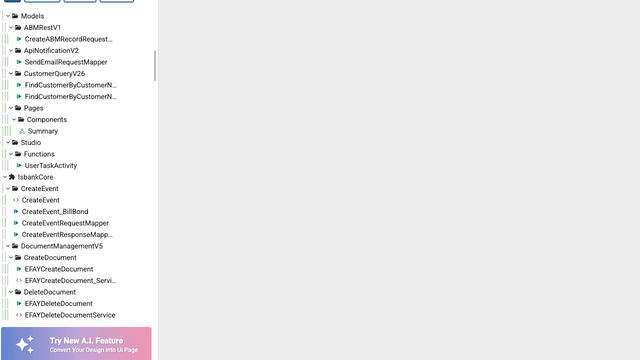 Models
ABMRestV1
CreateABMRecordRequest...
ApiNotificationV2
SendEmailRequestMapper
CustomerQueryV26
FindCustomerByCustomerN...
FindCustomerByCustomerN...
Pages
Components
Summary
Studio
Functions
UserTaskActivity
IsbankCore
CreateEvent
CreateEvent
CreateEvent_BillBond
CreateEventRequestMapper
CreateEventResponseMapp...
DocumentManagementV5
CreateDocument
EFAYCreateDocument
EFAYCreateDocument_Servi...
DeleteDocument
EFAYDeleteDocument
EFAYDeleteDocumentService
Try New A.I. Feature
Convert Your Design into UI Page